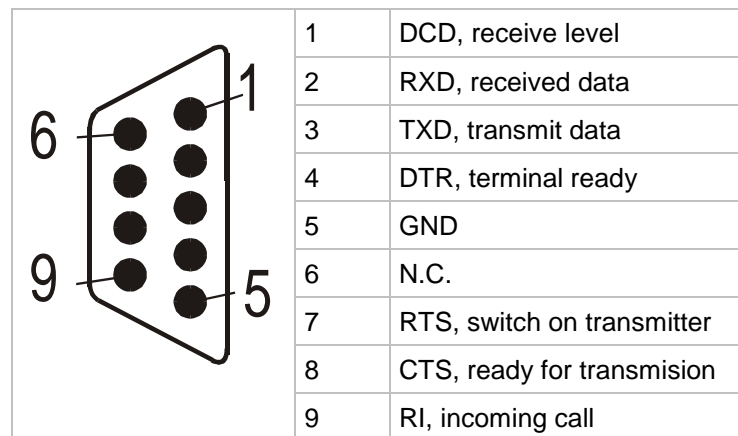 1
6
9
5
1 DCD, receive level
2 RXD, received data
3 TXD, transmit data
4 DTR, terminal ready
5 GND
6 N.C.
7 RTS, switch on transmitter
8 CTS, ready for transmision
9 RI, incoming call